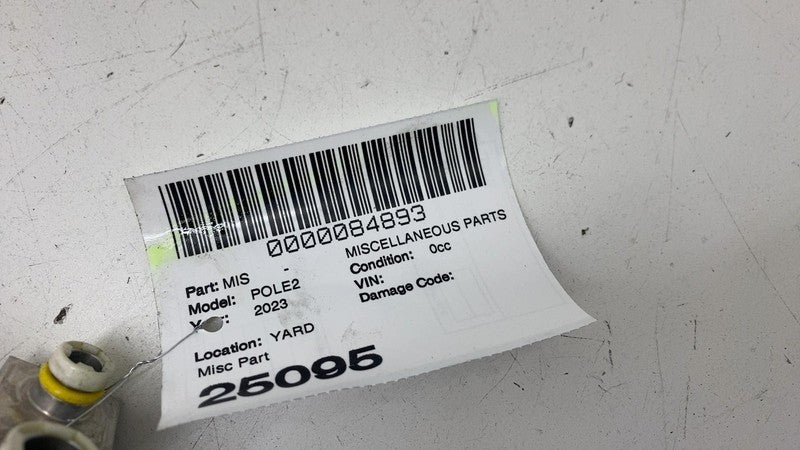 0000084893
Part: MIS - MISCELLANEOUS PARTS
Model: POLE2 Condition: 0cc
2023 VIN:
Damage Code:
Location: YARD
Misc Part
25095